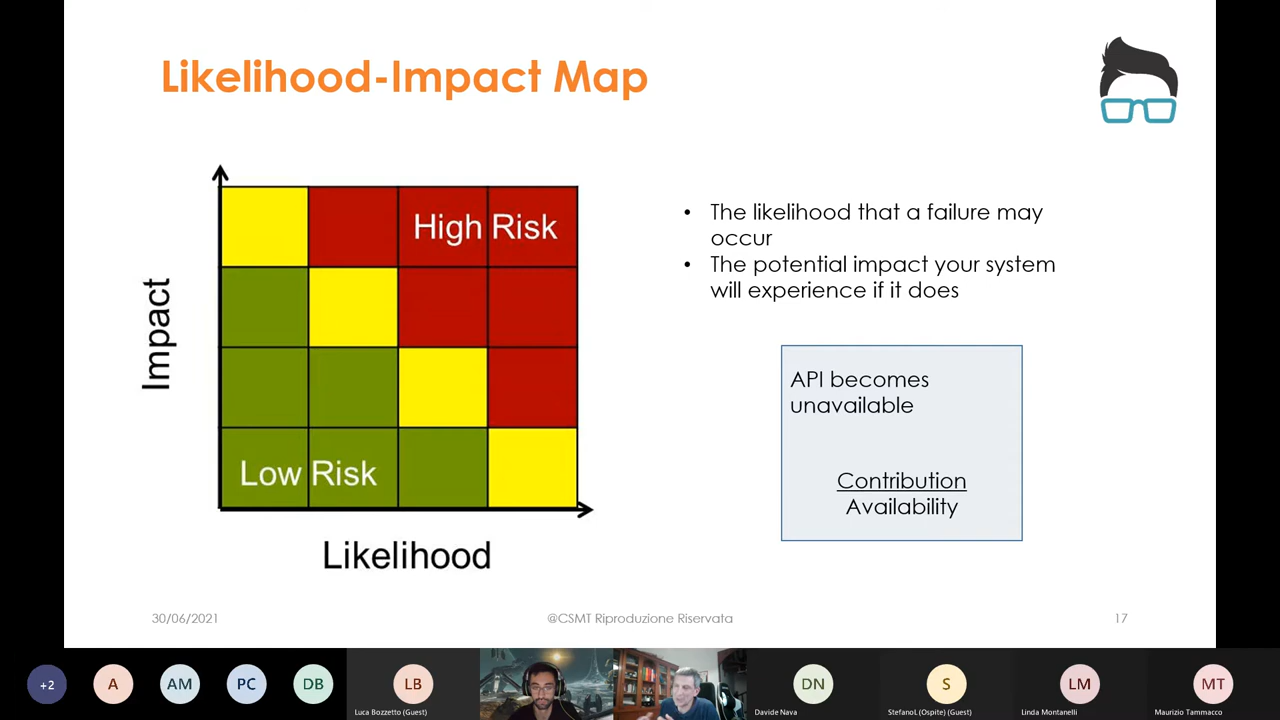 Likelihood-Impact Map
Impact
High Risk
Low Risk
Likelihood
• The likelihood that a failure may
occur
• The potential impact your system
will experience if it does
API becomes
unavailable
Contribution
Availability
30/06/2021
@CSMT Riproduzione Riservata
17
+2
A
AM
PC
DB
LB
Luca Bozzetto (Guest)
DN
Davide Nava
S
StefanoL (Ospite) (Guest)
LM
Linda Montanelli
MT
Maurizio Tammacco